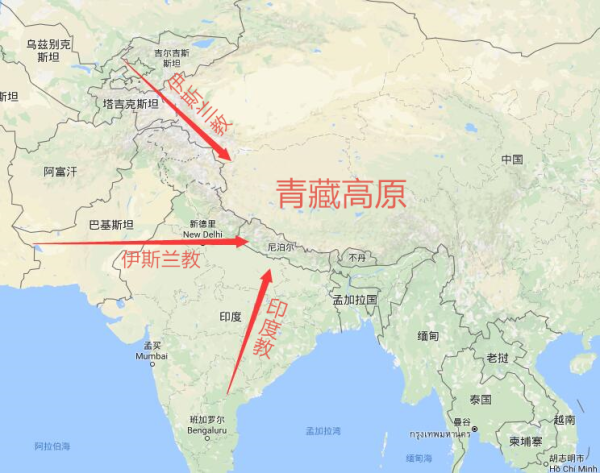 乌兹别克
斯坦
吉尔吉斯
斯坦
斯坦
塔吉克斯坦
伊斯兰教
中国
阿富汗
青藏高原
巴基斯坦
新德里
New Delhi
尼泊尔
不丹
伊斯兰教
孟加拉国
印度
印度教
缅甸
孟买
Mumbai
老挝
泰国
班加罗尔
Bengaluru
曼谷
กรุงเทพมหานคร
越南
孟加拉湾
阿拉伯海
柬埔寨
缅甸海
胡志明市
Hồ Chí Minh